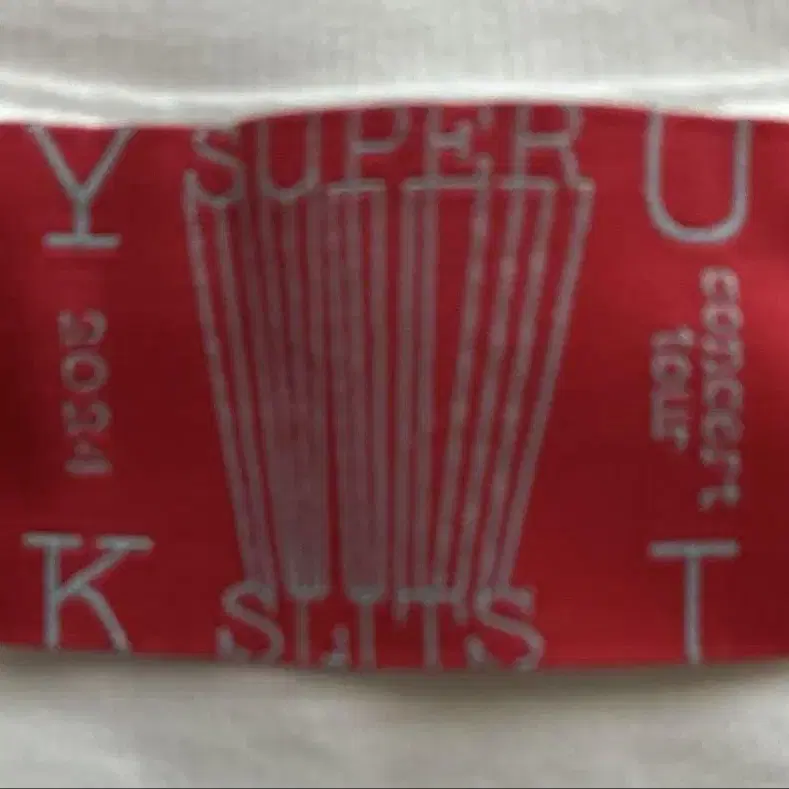 Y SUPER U
2024
concert
tour
K SLITS T